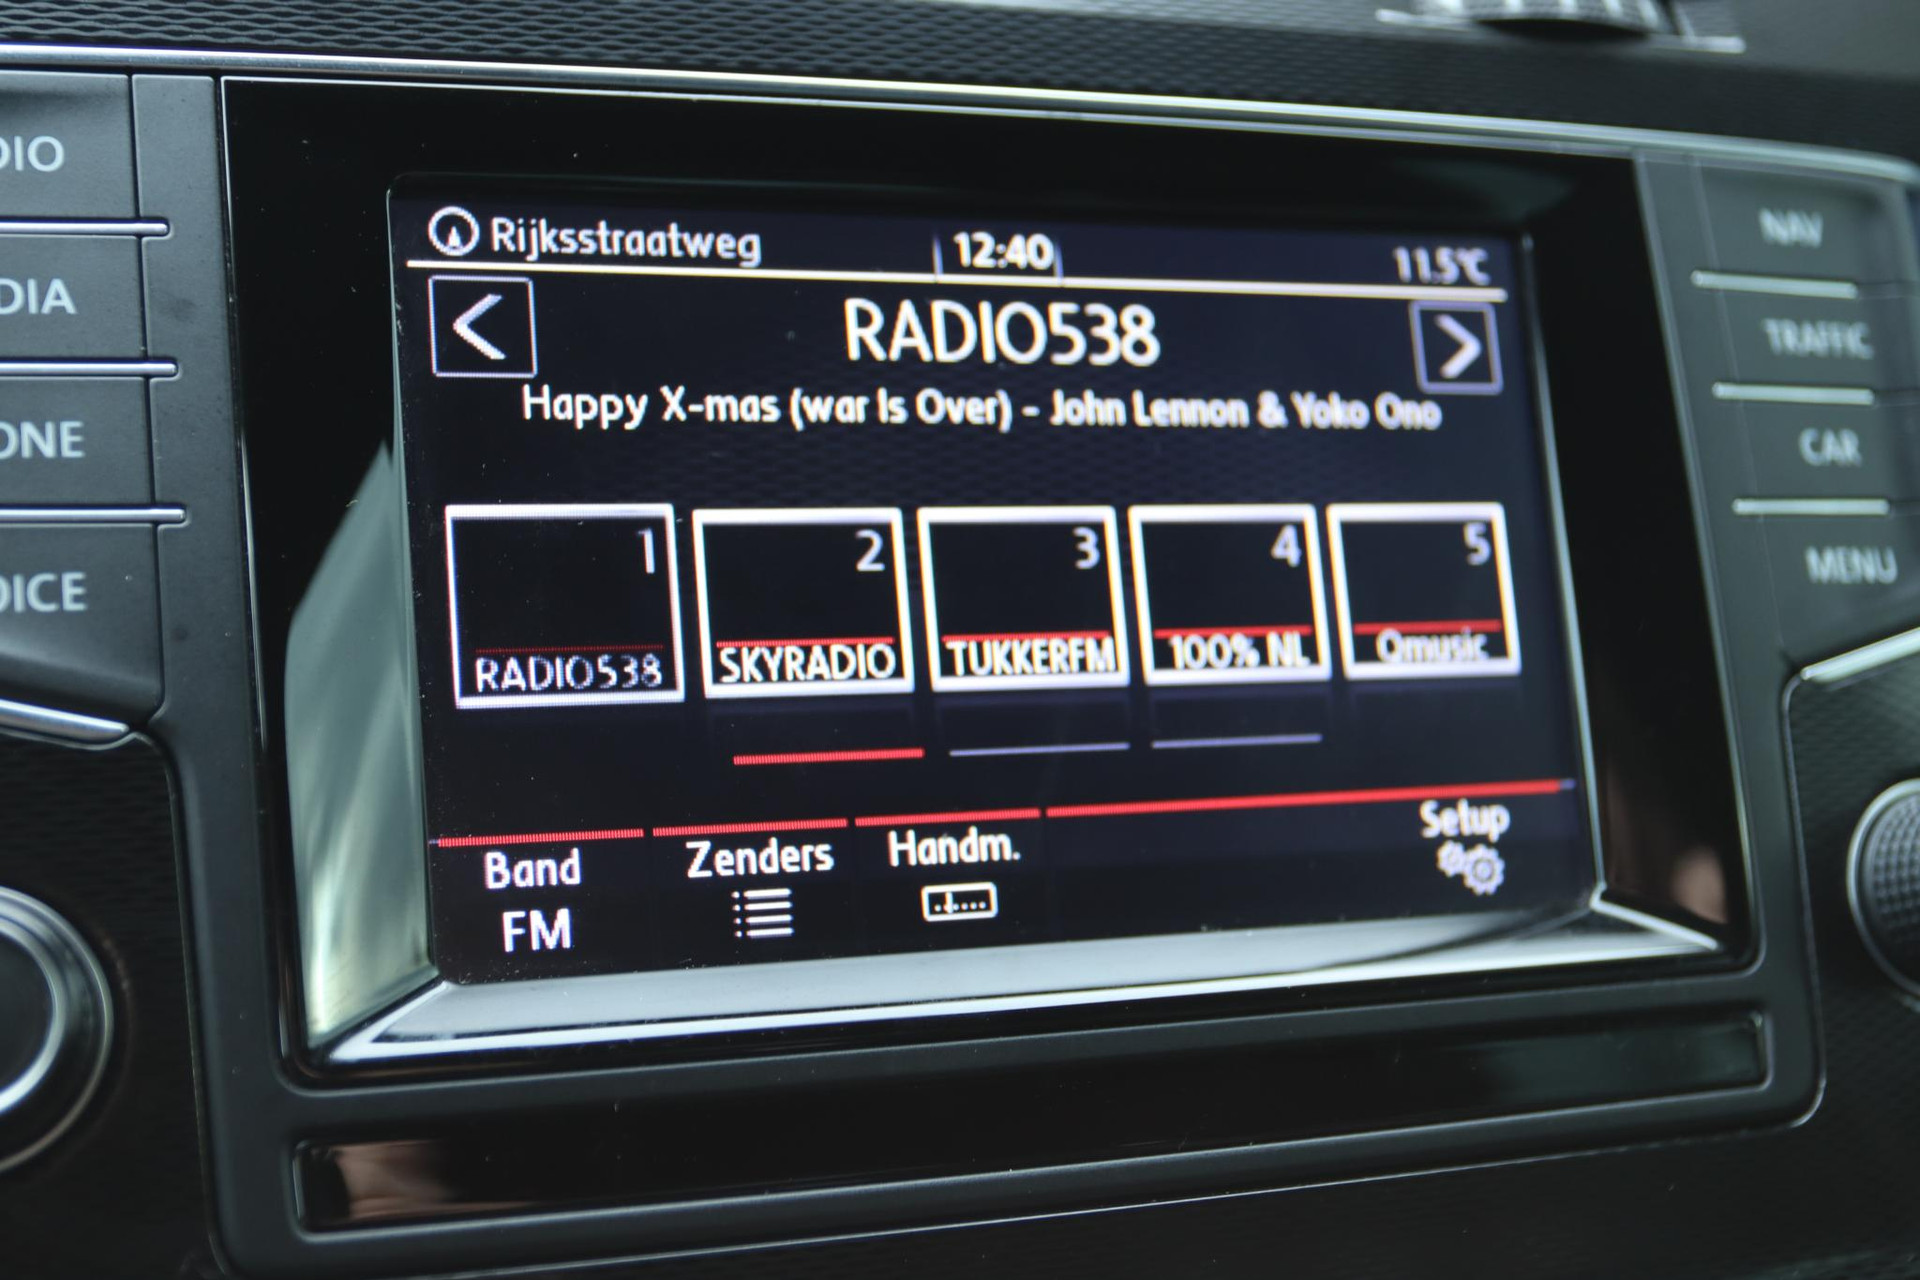 DIO
DIA
ONE
OICE
Rijksstraatweg
12:40
11.5°C
RADIO538
Happy X-mas (war Is Over) - John Lennon & Yoko Ono
1
RADIO538
2
SKYRADIO
3
TUKKERFM
4
100% NL
5
Qmusic
Band
FM
Zenders
Handm.
Setup
NAV
TRAFFIC
CAR
MENU